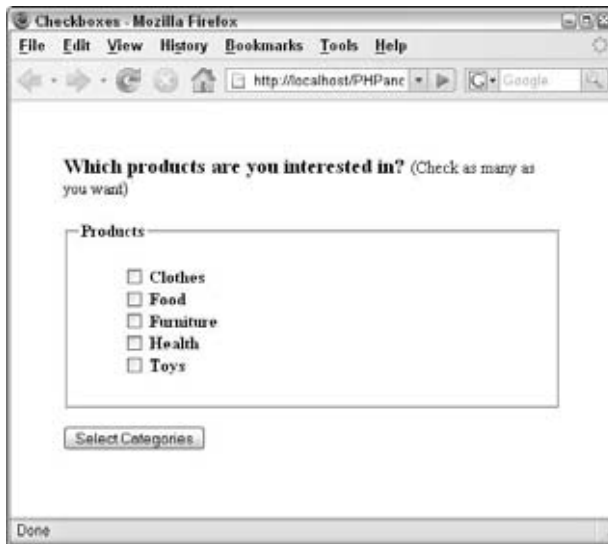 Checkboxes - Mozilla Firefox
File Edit View History Bookmarks Tools Help
http://localhost/PHPanc
G Google
Which products are you interested in? (Check as many as
you want)
Products
Clothes
Food
Furniture
Health
Toys
Select Categories
Done